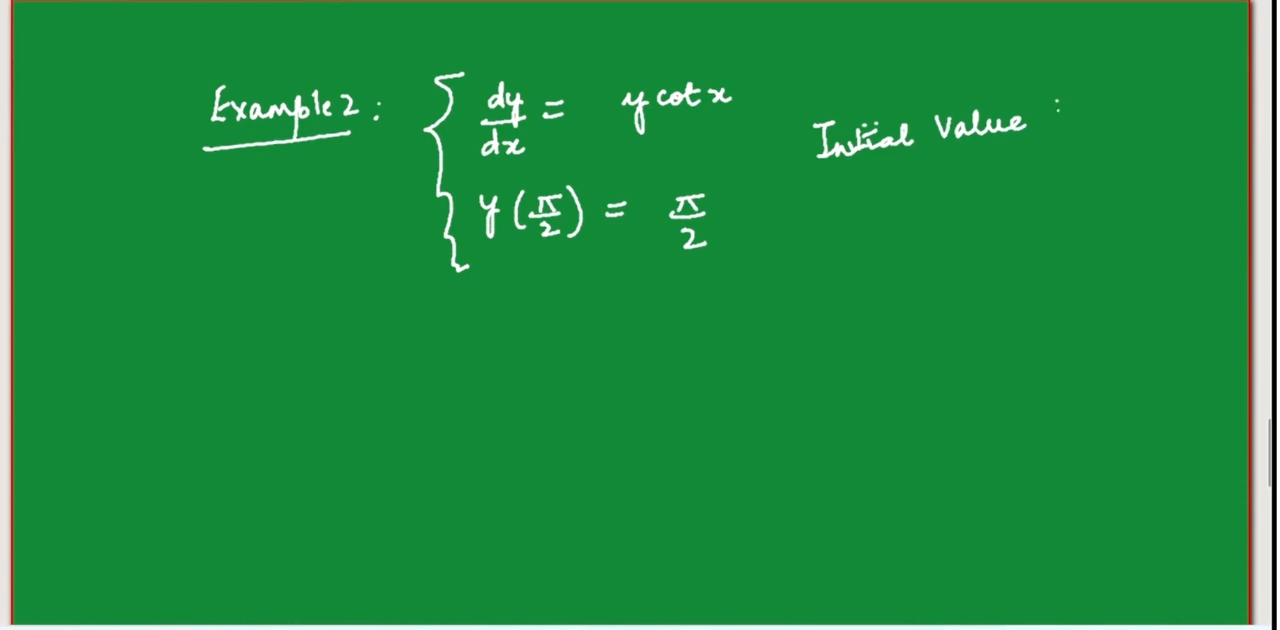 Example 2 : { dy/dx = y cot x
Initial Value :
y(π/2) = π/2